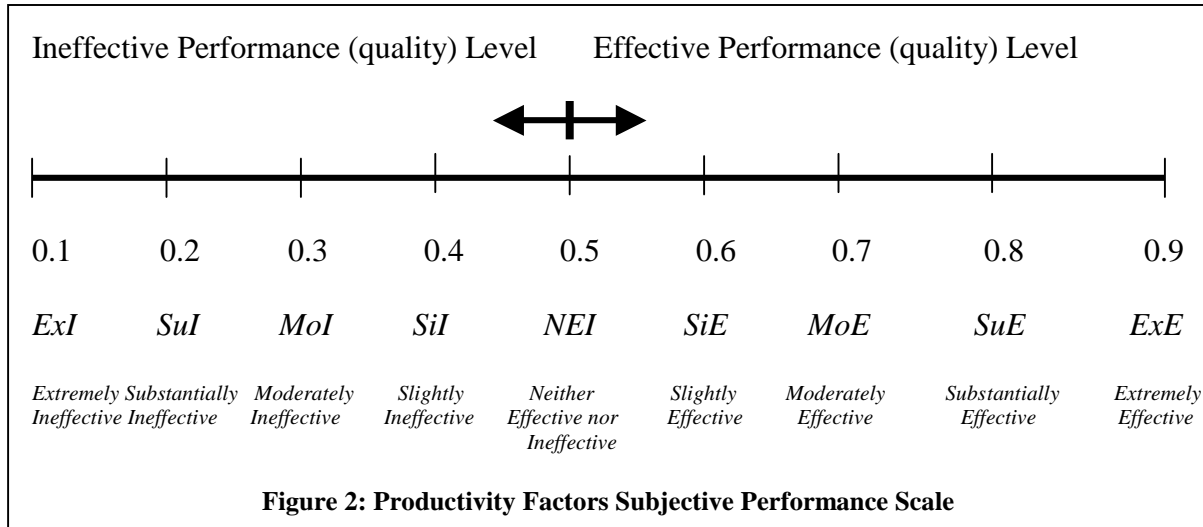 Ineffective Performance (quality) Level Effective Performance (quality) Level
0.1 0.2 0.3 0.4 0.5 0.6 0.7 0.8 0.9
ExI SuI MoI SiI NEI SiE MoE SuE ExE
Extremely Substantially Moderately Slightly Neither Slightly Moderately Substantially Extremely
Ineffective Ineffective Ineffective Ineffective Effective nor Effective Effective Effective Effective
Ineffective
Figure 2: Productivity Factors Subjective Performance Scale